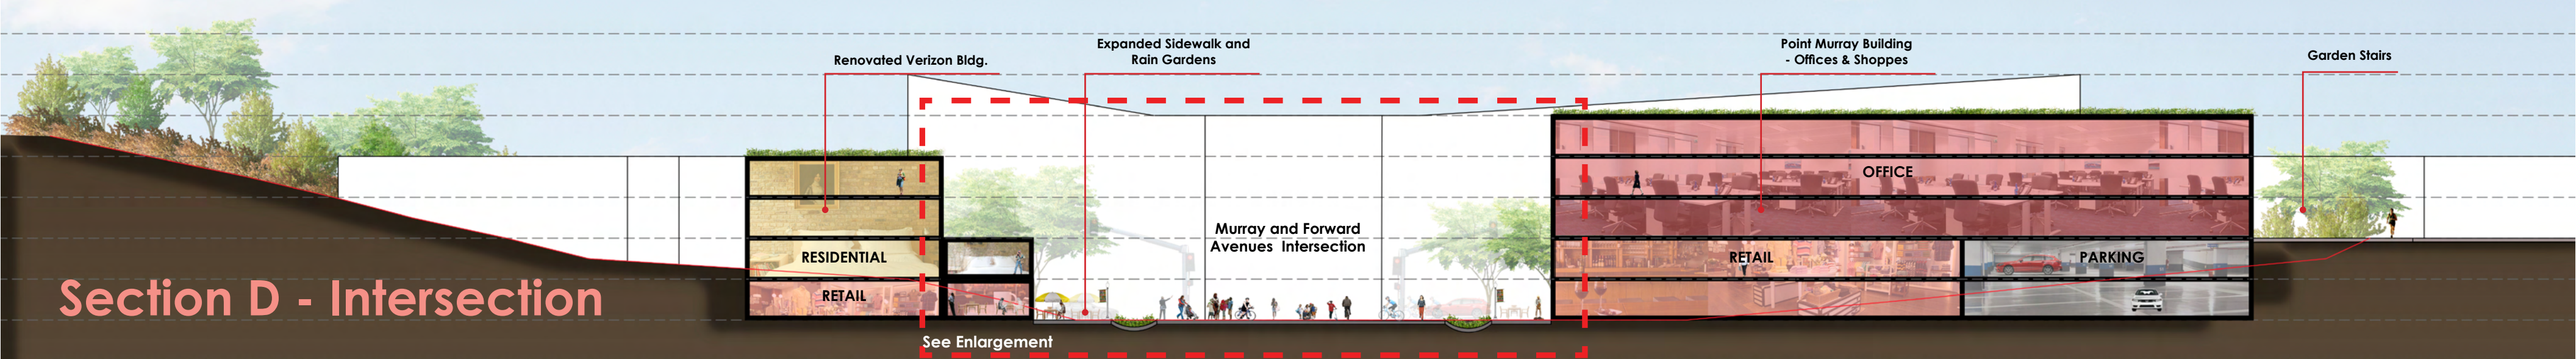 Renovated Verizon Bldg.
Expanded Sidewalk and
Rain Gardens
Point Murray Building
- Offices & Shoppes
Garden Stairs
OFFICE
Murray and Forward
Avenues Intersection
RESIDENTIAL
RETAIL
PARKING
RETAIL
Section D - Intersection
See Enlargement